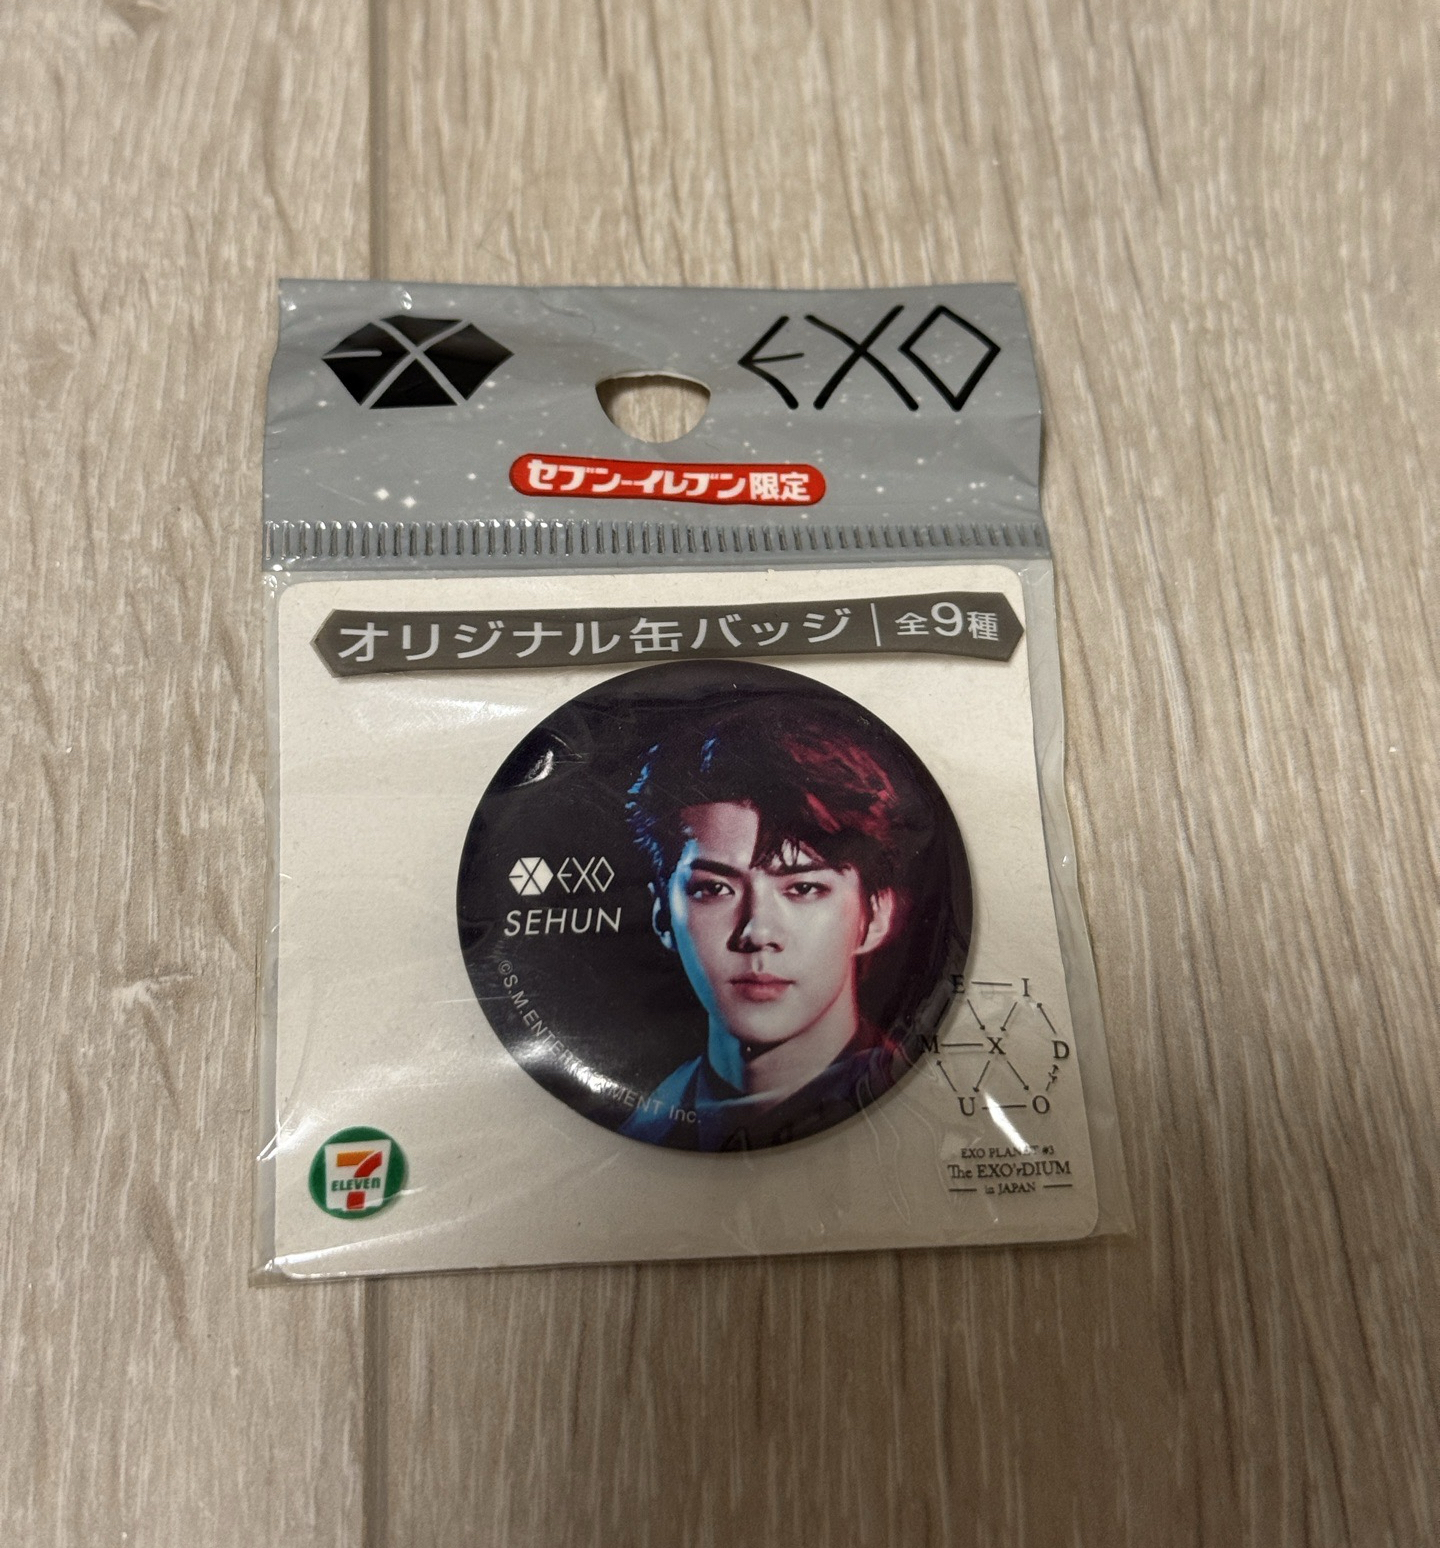 EXO
セブン-イレブン限定
オリジナル缶バッジ | 全9種
EXO
SEHUN
©S.M.ENTERTAINMENT Inc.
E I
M X D
U O
EXO PLANET #3
The EXO'rDIUM
in JAPAN
7
ELEVEn